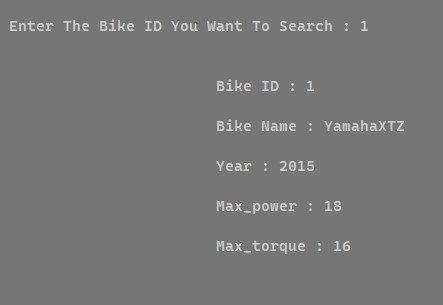 Enter The Bike ID You Want To Search : 1
Bike ID : 1
Bike Name : YamahaXTZ
Year : 2015
Max_power : 18
Max_torque : 16